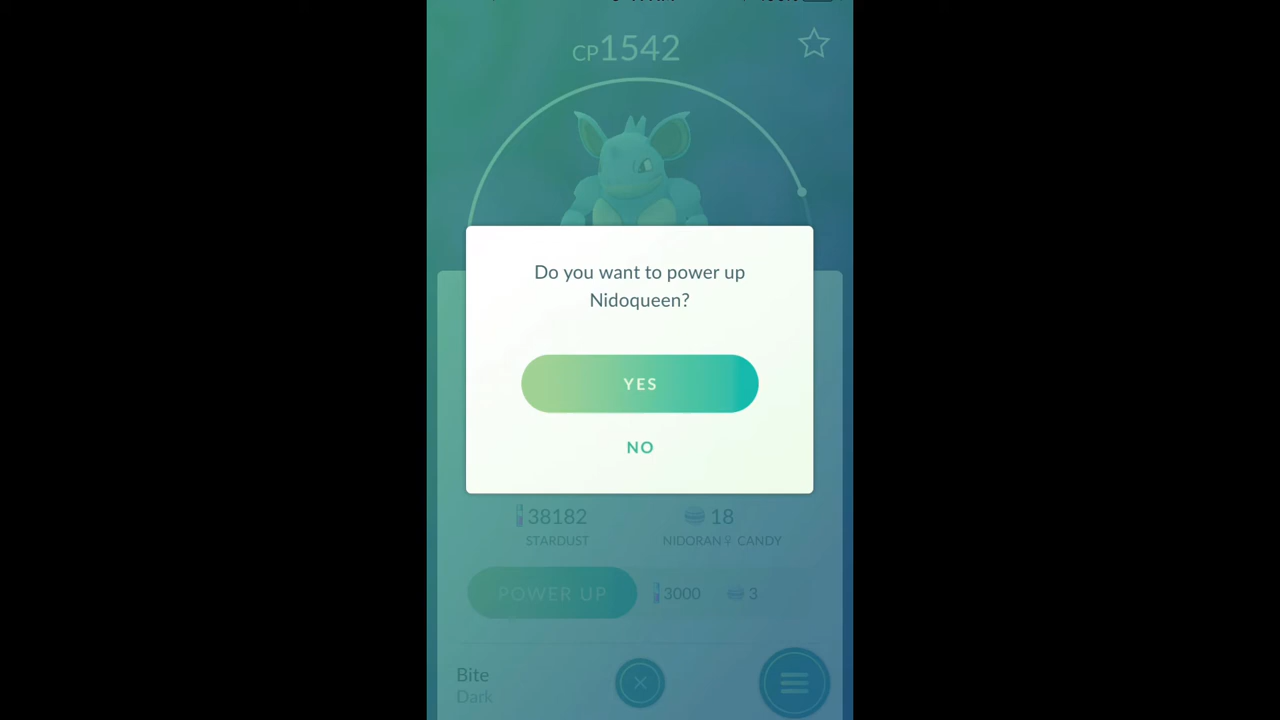 CP1542
Do you want to power up
Nidoqueen?
YES
NO
38182
18
STARDUST
NIDORAN♀ CANDY
POWER UP
3000
3
Bite
Dark